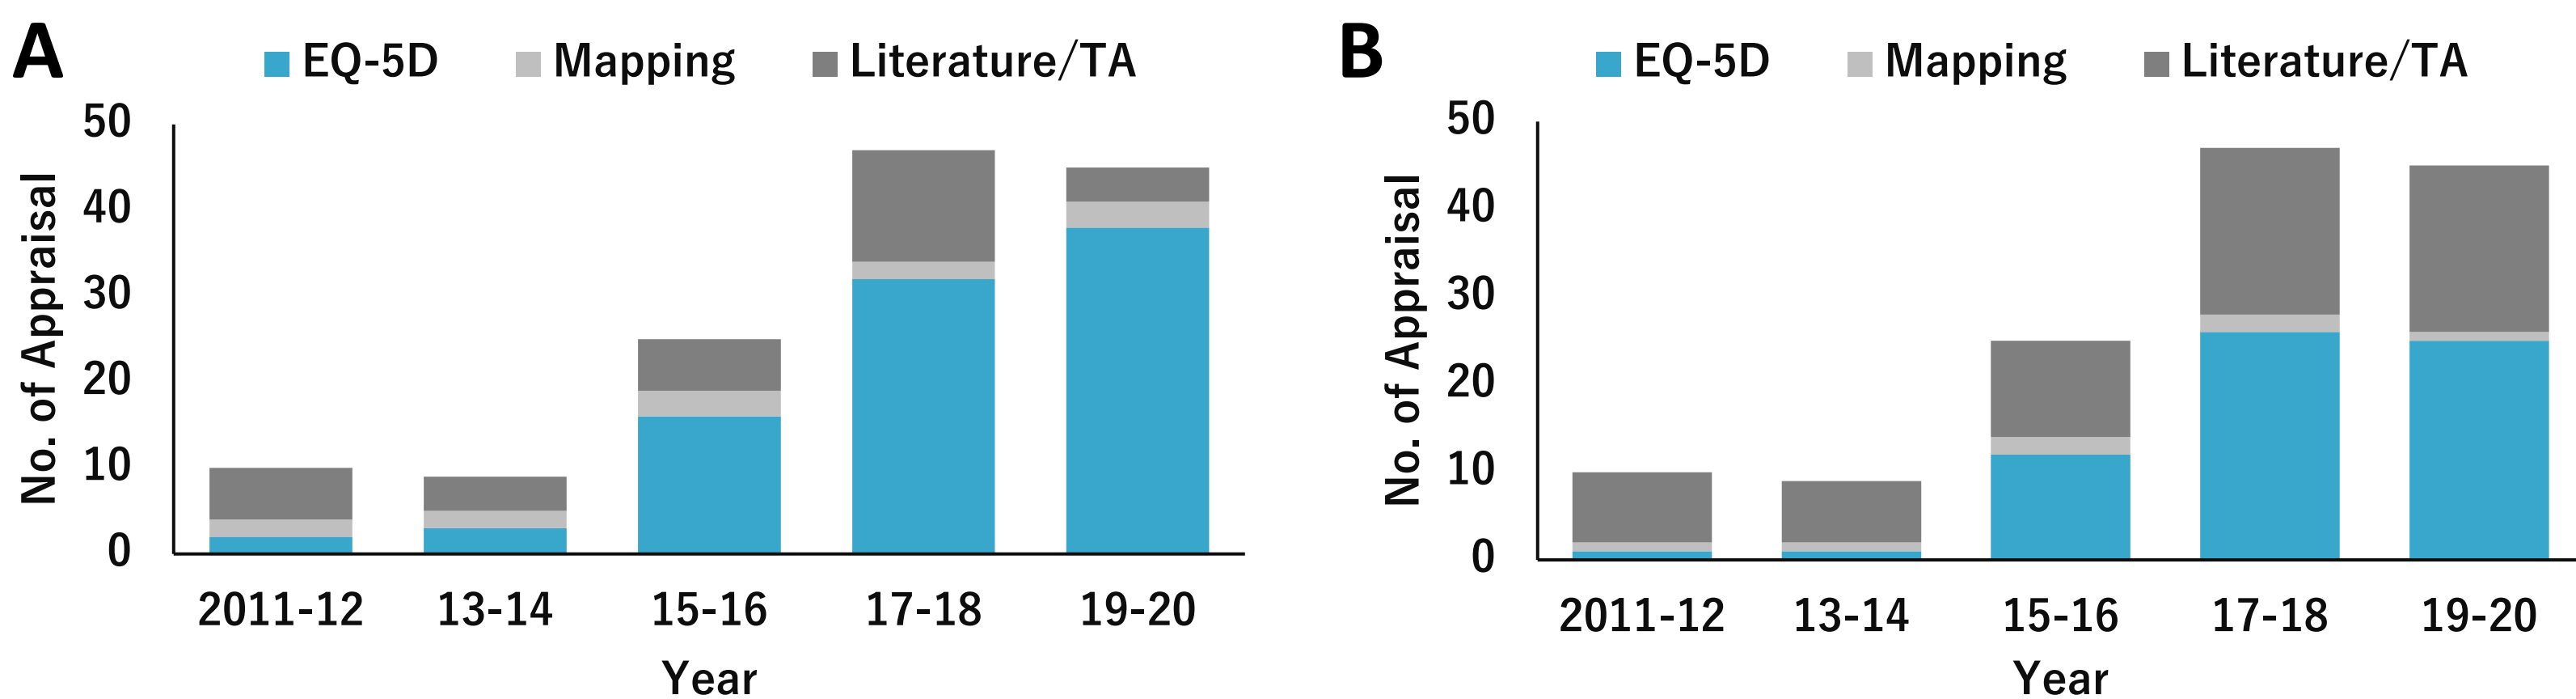 A
EQ-5D Mapping Literature/TA
50
40
30
20
10
0
No. of Appraisal
2011-12 13-14 15-16 17-18 19-20
Year
B
EQ-5D Mapping Literature/TA
50
40
30
20
10
0
No. of Appraisal
2011-12 13-14 15-16 17-18 19-20
Year